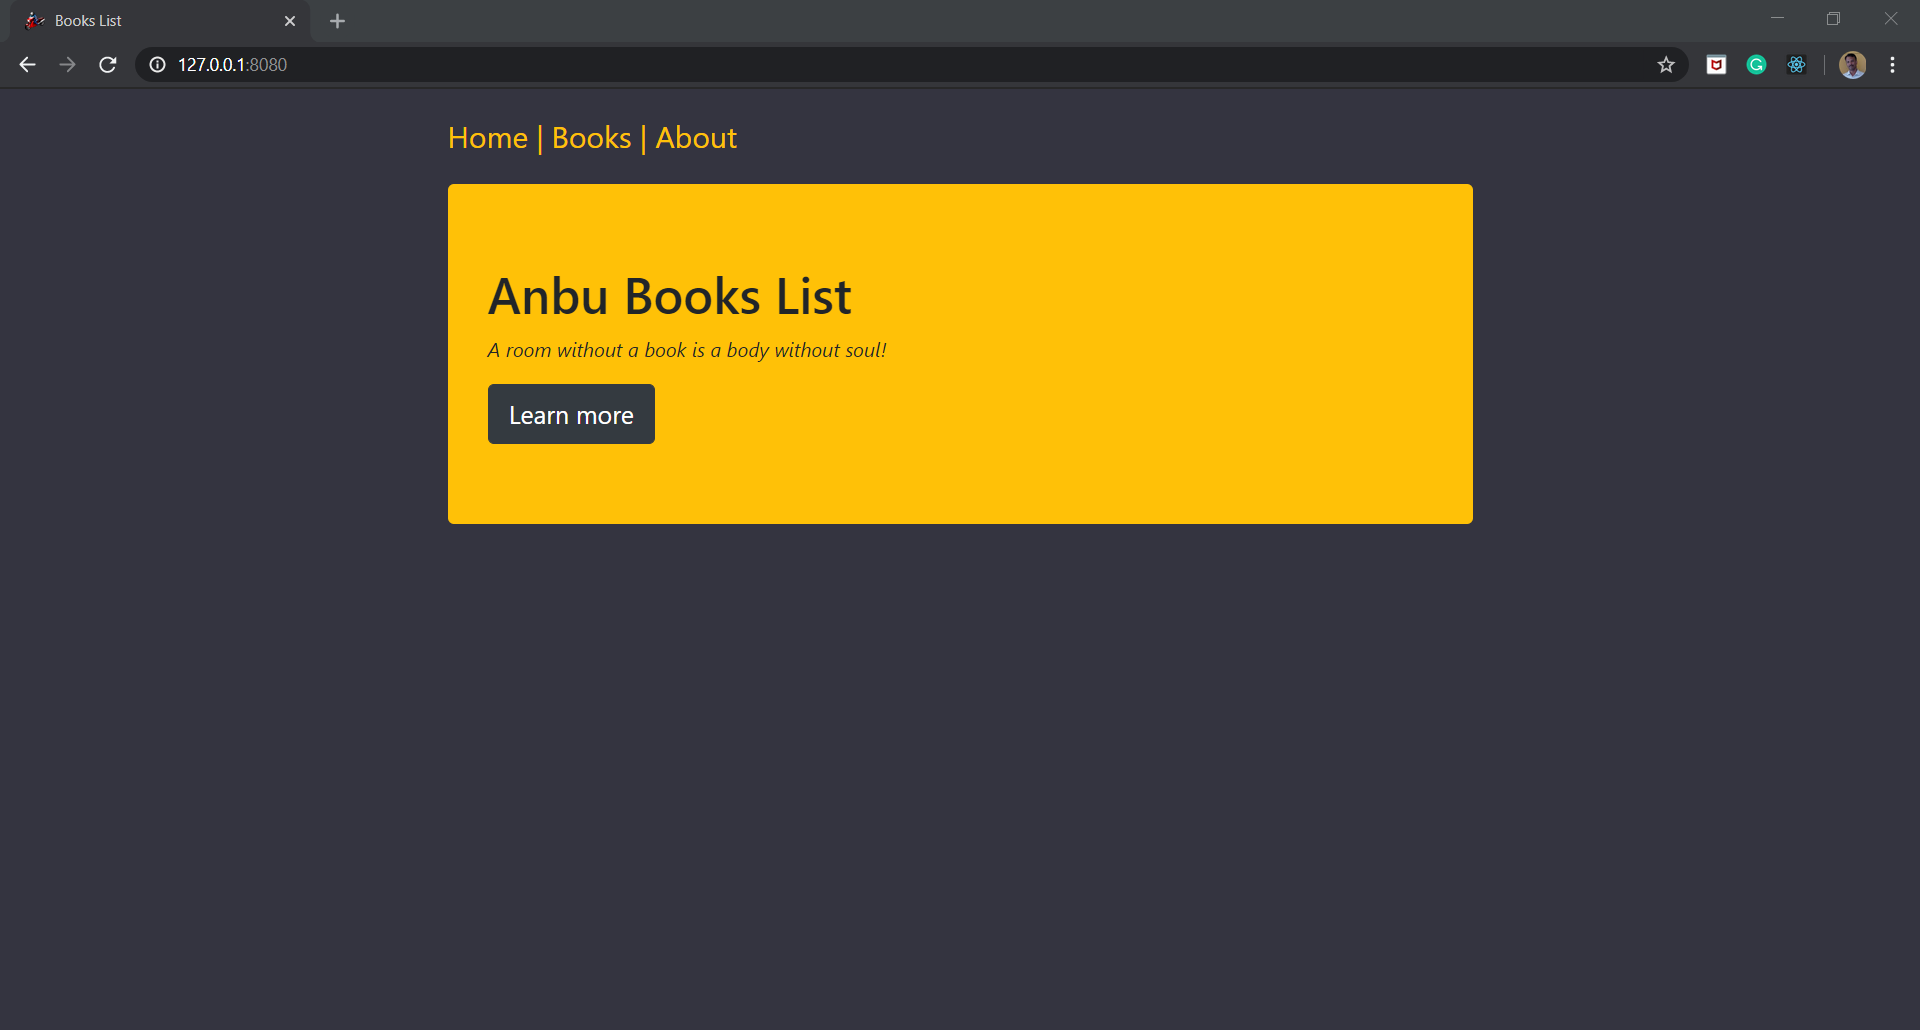 Books List
127.0.0.1:8080
Home | Books | About
Anbu Books List
A room without a book is a body without soul!
Learn more